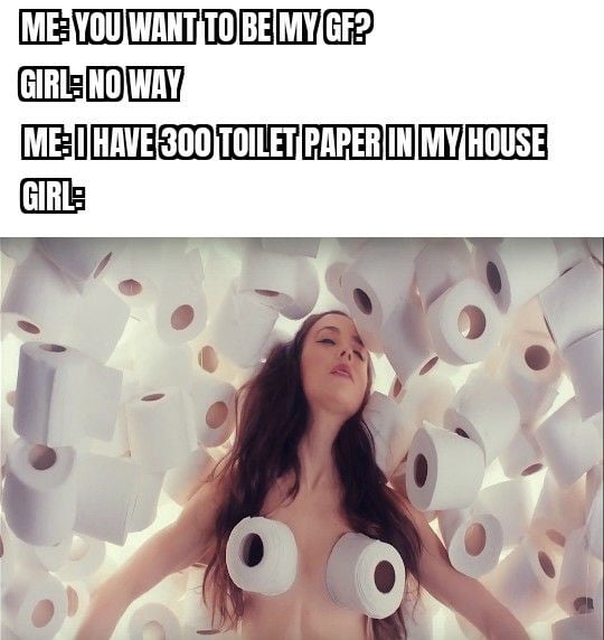 ME: YOU WANT TO BE MY GF?
GIRL: NO WAY
ME: I HAVE 300 TOILET PAPER IN MY HOUSE
GIRL: